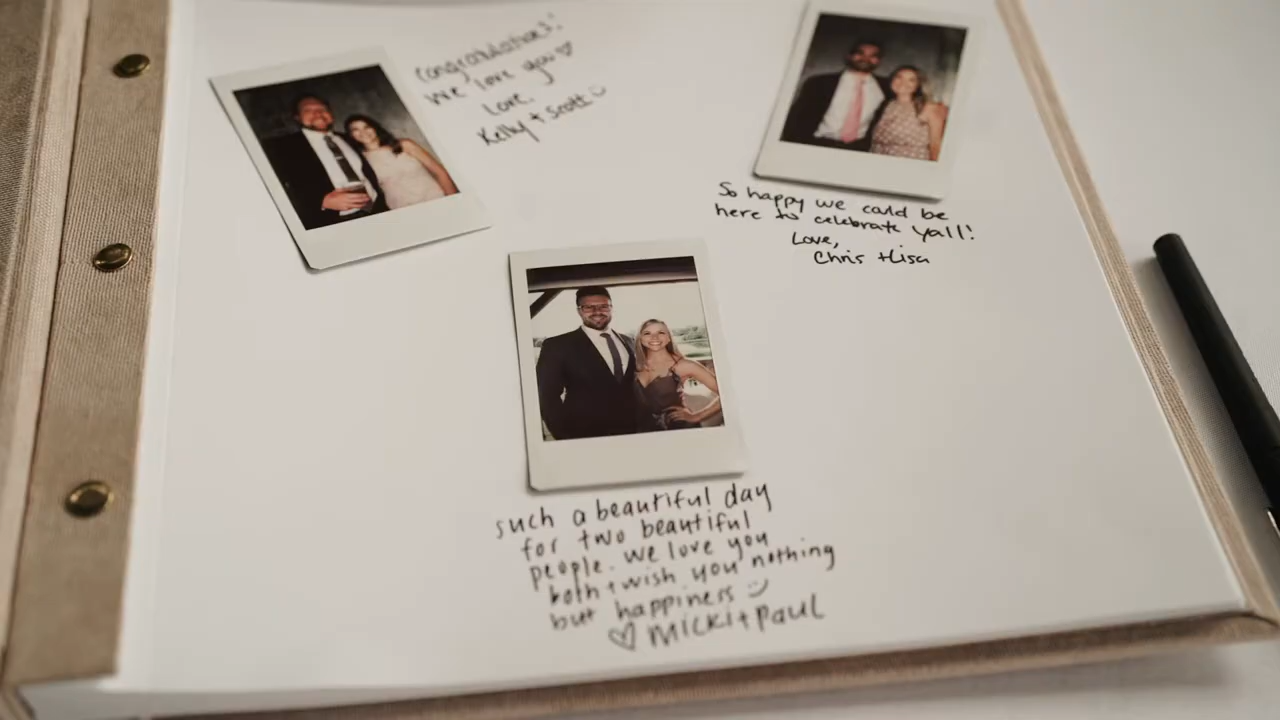 Congratulations!
We love you ♡
Love,
Kelly + Scott
So happy we could be
here to celebrate yall!
Love,
Chris + Lisa
such a beautiful day
for two beautiful
people. we love you
both + wish you nothing
but happiness
♡ Micki + Paul